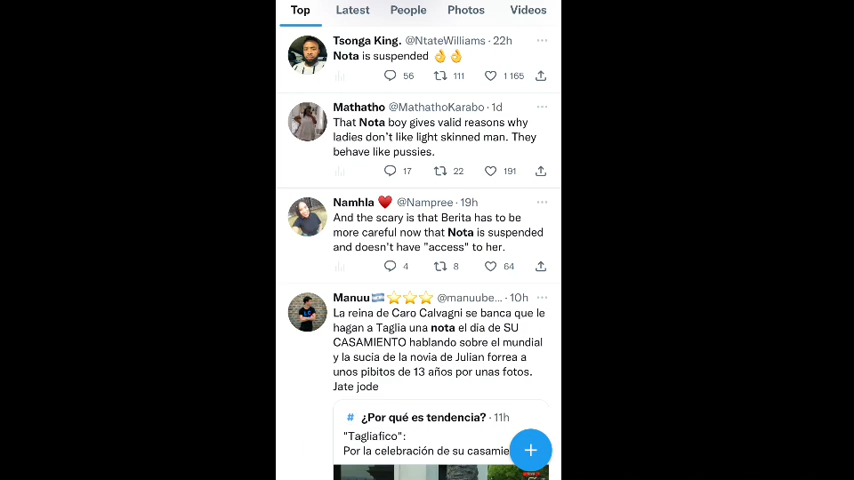 Top Latest People Photos Videos
Tsonga King. @NtateWilliams · 22h
Nota is suspended 👌👌
56 111 1 165
Mathatho @MathathoKarabo · 1d
That Nota boy gives valid reasons why
ladies don't like light skinned man. They
behave like pussies.
17 22 191
Namhla ❤️ @Nampree · 19h
And the scary is that Berita has to be
more careful now that Nota is suspended
and doesn't have "access" to her.
4 8 64
Manuu🇦🇷⭐⭐⭐ @manuube... · 10h
La reina de Caro Calvagni se banca que le
hagan a Taglia una nota el dia de SU
CASAMIENTO hablando sobre el mundial
y la sucia de la novia de Julian forrea a
unos pibitos de 13 años por unas fotos.
Jate jode
# ¿Por qué es tendencia? · 11h
"Tagliafico":
Por la celebración de su casamie